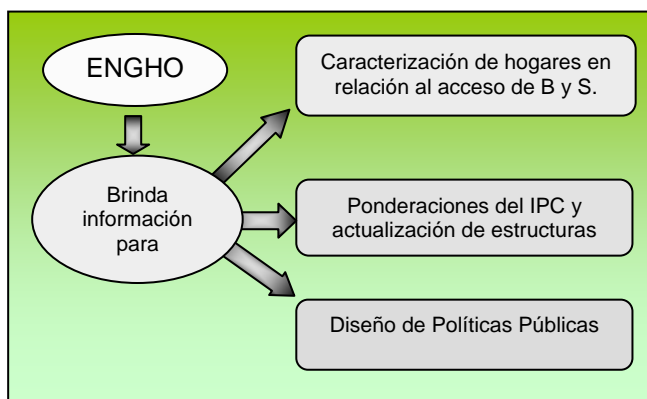 ENGHO
Brinda
información
para
Caracterización de hogares en
relación al acceso de B y S.
Ponderaciones del IPC y
actualización de estructuras
Diseño de Políticas Públicas